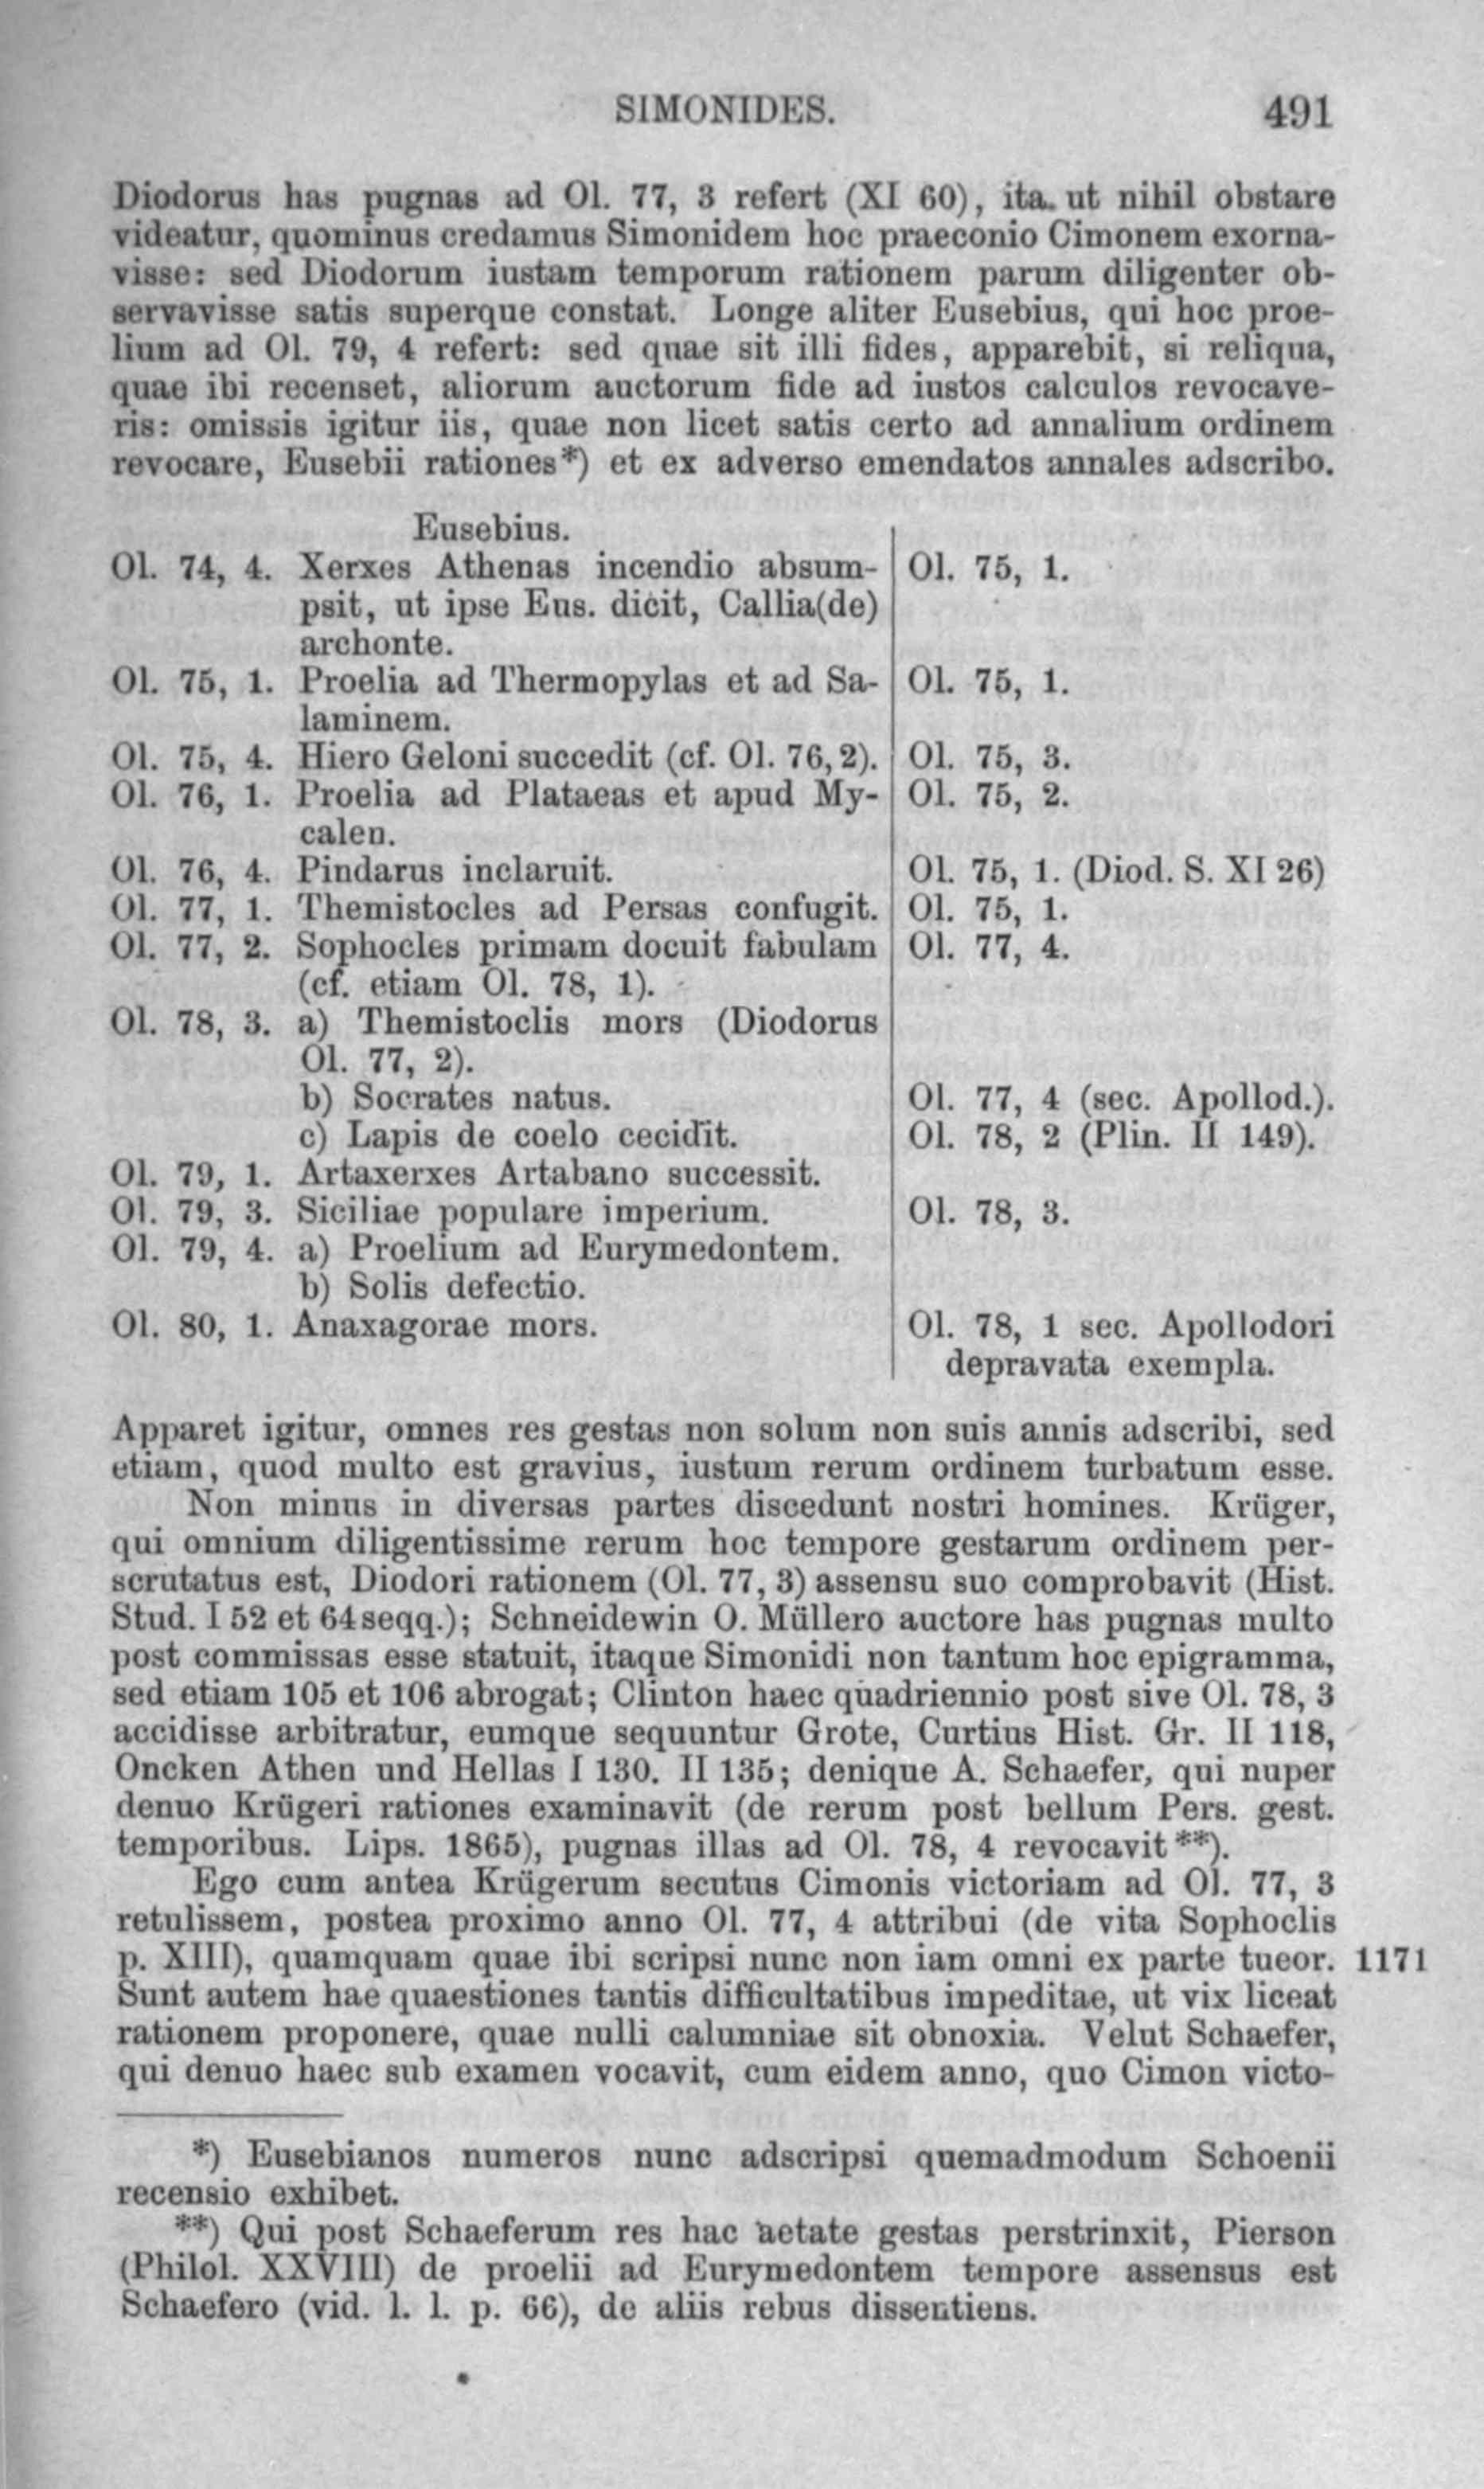 SIMONIDES. 491
Diodorus has pugnas ad Ol. 77, 3 refert (XI 60), ita ut nihil obstare
videatur, quominus credamus Simonidem hoc praeconio Cimonem exorna-
visse: sed Diodorum iustam temporum rationem parum diligenter ob-
servavisse satis superque constat. Longe aliter Eusebius, qui hoc proe-
lium ad Ol. 79, 4 refert: sed quae sit illi fides, apparebit, si reliqua,
quae ibi recenset, aliorum auctorum fide ad iustos calculos revocave-
ris: omissis igitur iis, quae non licet satis certo ad annalium ordinem
revocare, Eusebii rationes*) et ex adverso emendatos annales adscribo.
Eusebius.
Ol. 74, 4. Xerxes Athenas incendio absum- Ol. 75, 1.
psit, ut ipse Eus. dicit, Callia(de)
archonte.
Ol. 75, 1. Proelia ad Thermopylas et ad Sa- Ol. 75, 1.
laminem.
Ol. 75, 4. Hiero Geloni succedit (cf. Ol. 76, 2). Ol. 75, 3.
Ol. 76, 1. Proelia ad Plataeas et apud My- Ol. 75, 2.
calen.
Ol. 76, 4. Pindarus inclaruit. Ol. 75, 1. (Diod. S. XI 26)
Ol. 77, 1. Themistocles ad Persas confugit. Ol. 75, 1.
Ol. 77, 2. Sophocles primam docuit fabulam Ol. 77, 4.
(cf. etiam Ol. 78, 1).
Ol. 78, 3. a) Themistoclis mors (Diodorus
Ol. 77, 2).
b) Socrates natus. Ol. 77, 4 (sec. Apollod.).
c) Lapis de coelo cecidit. Ol. 78, 2 (Plin. II 149).
Ol. 79, 1. Artaxerxes Artabano successit.
Ol. 79, 3. Siciliae populare imperium. Ol. 78, 3.
Ol. 79, 4. a) Proelium ad Eurymedontem.
b) Solis defectio.
Ol. 80, 1. Anaxagorae mors. Ol. 78, 1 sec. Apollodori
depravata exempla.
Apparet igitur, omnes res gestas non solum non suis annis adscribi, sed
etiam, quod multo est gravius, iustum rerum ordinem turbatum esse.
Non minus in diversas partes discedunt nostri homines. Krüger,
qui omnium diligentissime rerum hoc tempore gestarum ordinem per-
scrutatus est, Diodori rationem (Ol. 77, 3) assensu suo comprobavit (Hist.
Stud. I 52 et 64 seqq.); Schneidewin O. Müllero auctore has pugnas multo
post commissas esse statuit, itaque Simonidi non tantum hoc epigramma,
sed etiam 105 et 106 abrogat; Clinton haec quadriennio post sive Ol. 78, 3
accidisse arbitratur, eumque sequuntur Grote, Curtius Hist. Gr. II 118,
Oncken Athen und Hellas I 130. II 135; denique A. Schaefer, qui nuper
denuo Krügeri rationes examinavit (de rerum post bellum Pers. gest.
temporibus. Lips. 1865), pugnas illas ad Ol. 78, 4 revocavit**).
Ego cum antea Krügerum secutus Cimonis victoriam ad Ol. 77, 3
retulissem, postea proximo anno Ol. 77, 4 attribui (de vita Sophoclis
p. XIII), quamquam quae ibi scripsi nunc non iam omni ex parte tueor. 1171
Sunt autem hae quaestiones tantis difficultatibus impeditae, ut vix liceat
rationem proponere, quae nulli calumniae sit obnoxia. Velut Schaefer,
qui denuo haec sub examen vocavit, cum eidem anno, quo Cimon victo-
*) Eusebianos numeros nunc adscripsi quemadmodum Schoenii
recensio exhibet.
**) Qui post Schaeferum res hac aetate gestas perstrinxit, Pierson
(Philol. XXVIII) de proelii ad Eurymedontem tempore assensus est
Schaefero (vid. l. l. p. 66), de aliis rebus dissentiens.